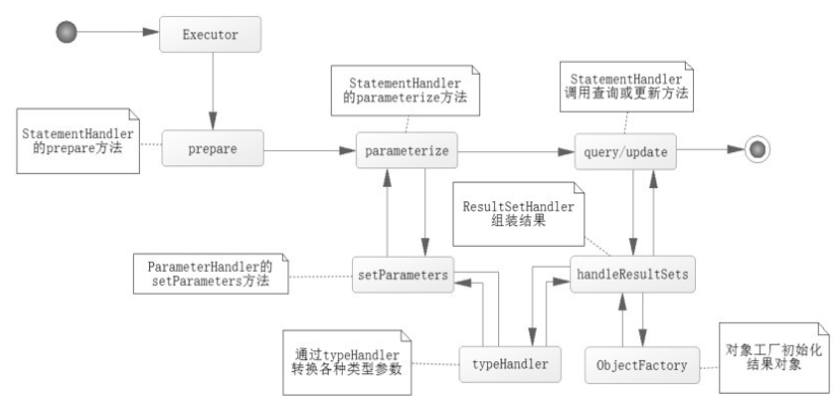 Executor
StatementHandler
的parameterize方法
StatementHandler
调用查询或更新方法
StatementHandler
的prepare方法
prepare
parameterize
query/update
ResultSetHandler
组装结果
ParameterHandler的
setParameters方法
setParameters
handleResultSets
通过typeHandler
转换各种类型参数
typeHandler
ObjectFactory
对象工厂初始化
结果对象